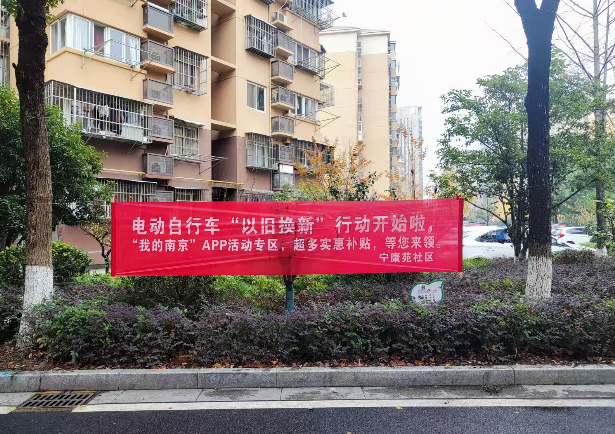 电动自行车“以旧换新”行动开始啦，
“我的南京”APP活动专区，超多实惠补贴，等您来领。
宁康苑社区